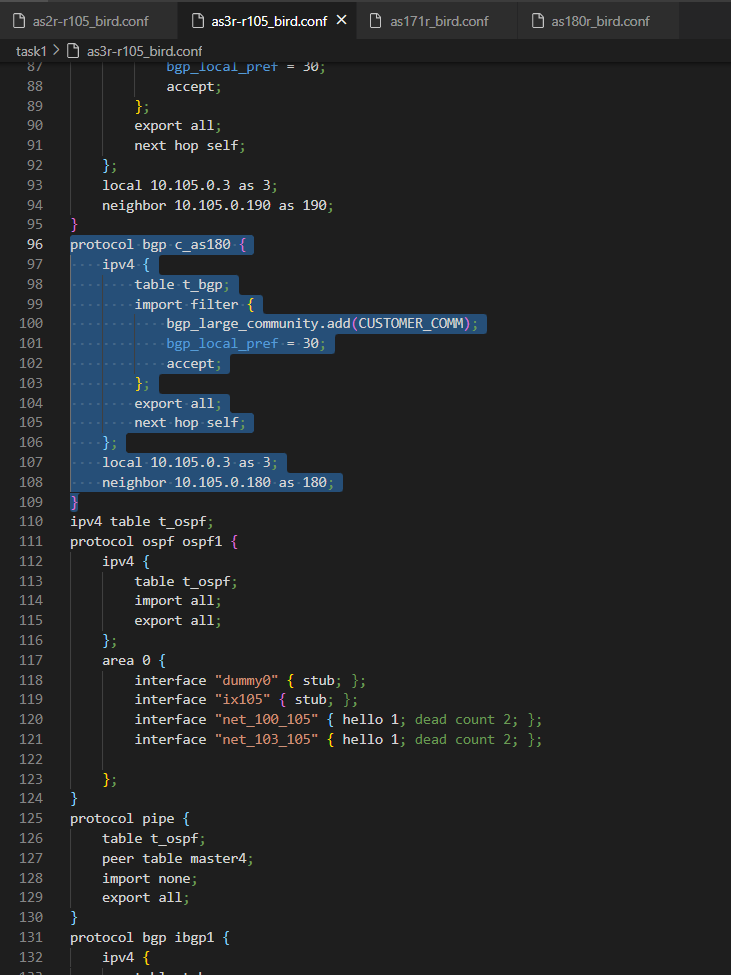 as2r-r105_bird.conf as3r-r105_bird.conf × as171r_bird.conf as180r_bird.conf
task1 > as3r-r105_bird.conf
87 bgp_local_pref = 30;
88 accept;
89 };
90 export all;
91 next hop self;
92 };
93 local 10.105.0.3 as 3;
94 neighbor 10.105.0.190 as 190;
95 }
96 protocol bgp c_as180 {
97 ipv4 {
98 table t_bgp;
99 import filter {
100 bgp_large_community.add(CUSTOMER_COMM);
101 bgp_local_pref = 30;
102 accept;
103 };
104 export all;
105 next hop self;
106 };
107 local 10.105.0.3 as 3;
108 neighbor 10.105.0.180 as 180;
109 }
110 ipv4 table t_ospf;
111 protocol ospf ospf1 {
112 ipv4 {
113 table t_ospf;
114 import all;
115 export all;
116 };
117 area 0 {
118 interface "dummy0" { stub; };
119 interface "ix105" { stub; };
120 interface "net_100_105" { hello 1; dead count 2; };
121 interface "net_103_105" { hello 1; dead count 2; };
122
123 };
124 }
125 protocol pipe {
126 table t_ospf;
127 peer table master4;
128 import none;
129 export all;
130 }
131 protocol bgp ibgp1 {
132 ipv4 {